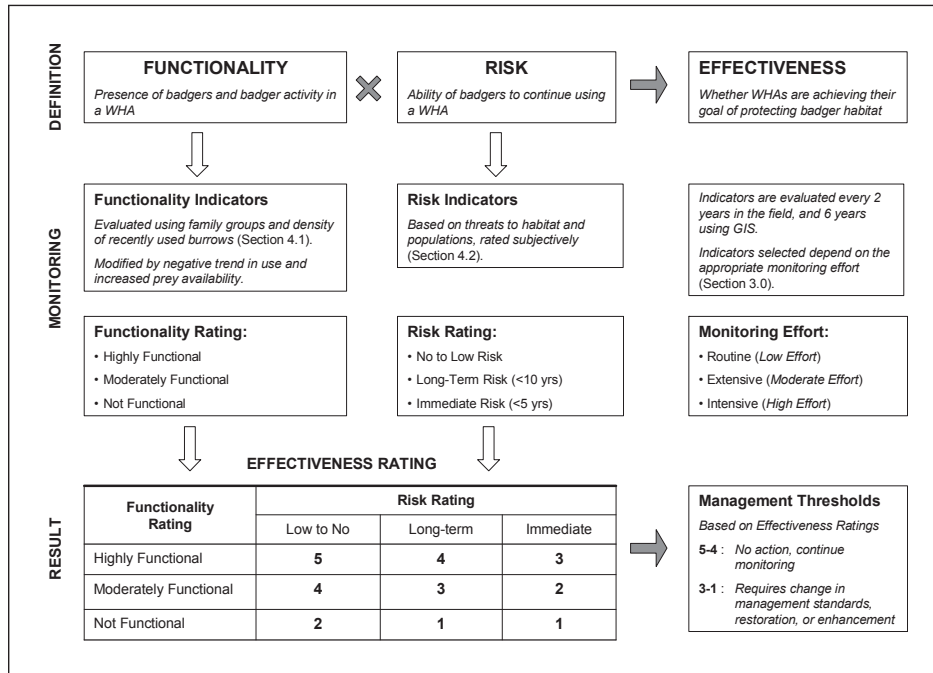 DEFINITION
FUNCTIONALITY
Presence of badgers and badger activity in
a WHA
RISK
Ability of badgers to continue using
a WHA
EFFECTIVENESS
Whether WHAs are achieving their
goal of protecting badger habitat
MONITORING
Functionality Indicators
Evaluated using family groups and density
of recently used burrows (Section 4.1).
Modified by negative trend in use and
increased prey availability.
Risk Indicators
Based on threats to habitat and
populations, rated subjectively
(Section 4.2).
Indicators are evaluated every 2
years in the field, and 6 years
using GIS.
Indicators selected depend on the
appropriate monitoring effort
(Section 3.0).
Functionality Rating:
• Highly Functional
• Moderately Functional
• Not Functional
Risk Rating:
• No to Low Risk
• Long-Term Risk (<10 yrs)
• Immediate Risk (<5 yrs)
Monitoring Effort:
• Routine (Low Effort)
• Extensive (Moderate Effort)
• Intensive (High Effort)
RESULT
EFFECTIVENESS RATING
Functionality
Rating
Risk Rating
Low to No Long-term Immediate
Highly Functional 5 4 3
Moderately Functional 4 3 2
Not Functional 2 1 1
Management Thresholds
Based on Effectiveness Ratings
5-4 : No action, continue
monitoring
3-1 : Requires change in
management standards,
restoration, or enhancement